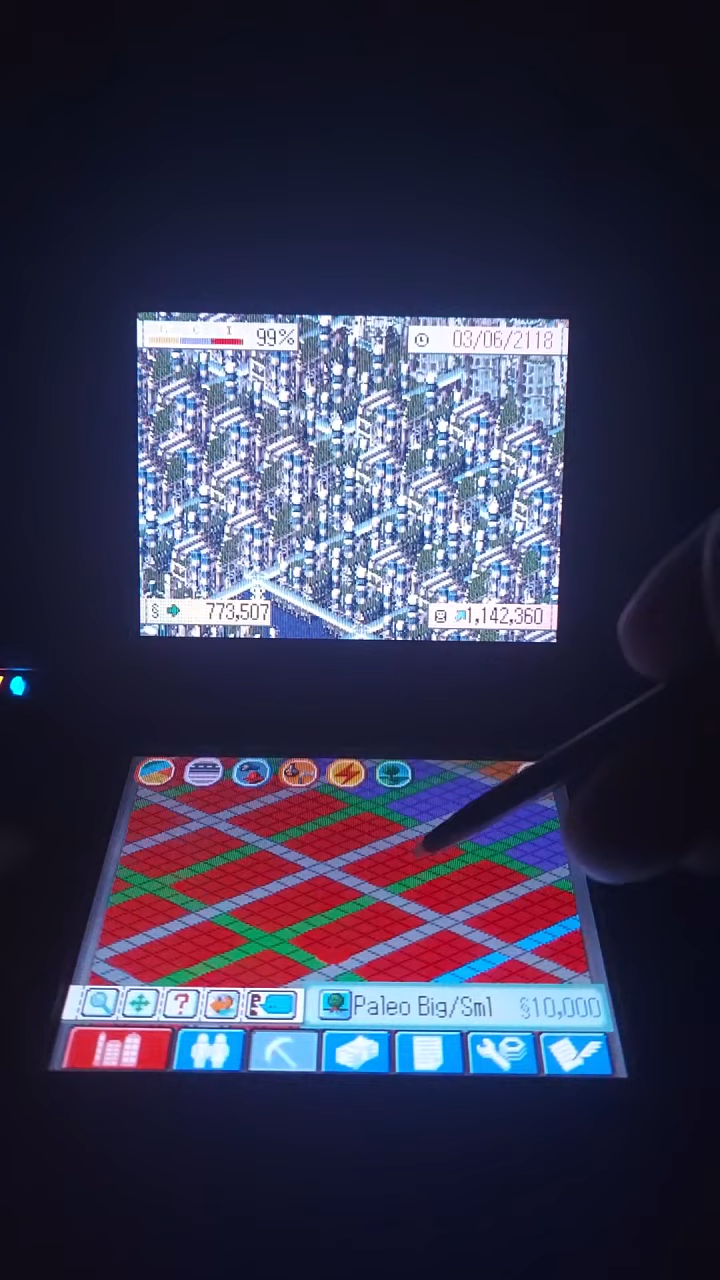 C I 99%
03/06/2118
§ 773,507
1,142,360
?
Paleo Big/Sml §10,000